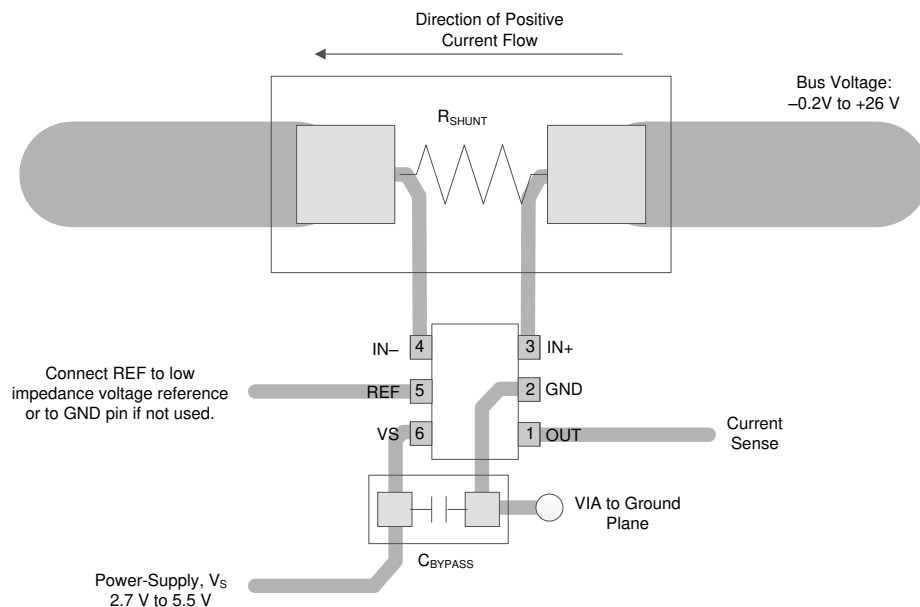 Direction of Positive
Current Flow
Bus Voltage:
–0.2V to +26 V
RSHUNT
IN–
4
3
IN+
Connect REF to low
impedance voltage reference
or to GND pin if not used.
REF
5
2
GND
VS
6
1
OUT
Current
Sense
VIA to Ground
Plane
CBYPASS
Power-Supply, VS
2.7 V to 5.5 V